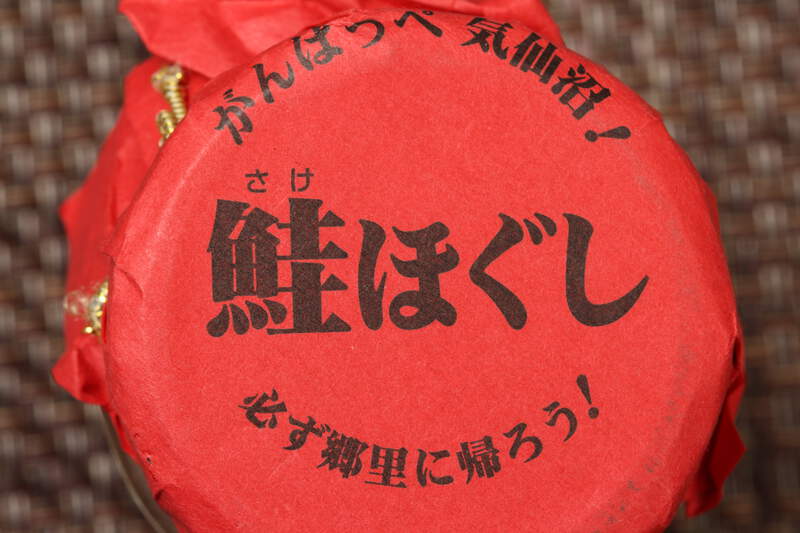 がんばっぺ 気仙沼!
さけ
鮭ほぐし
必ず郷里に帰ろう!